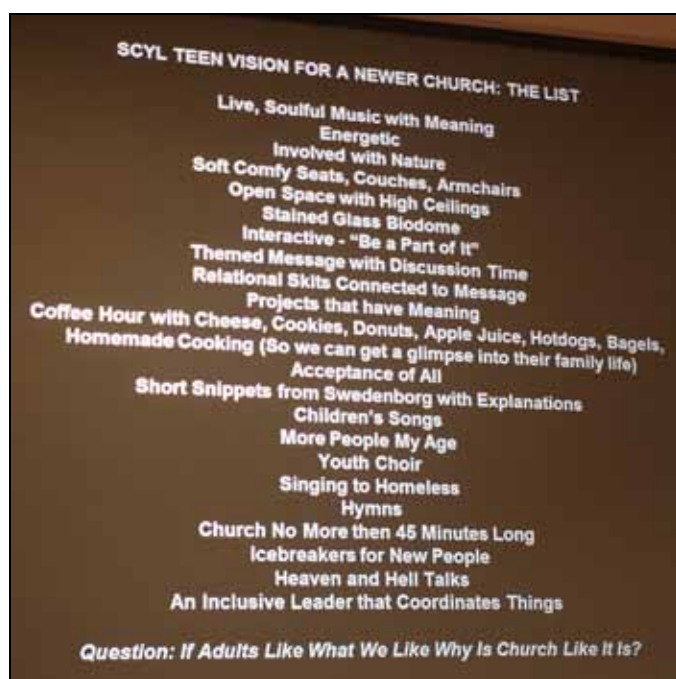 SCYL TEEN VISION FOR A NEWER CHURCH: THE LIST
Live, Soulful Music with Meaning
Energetic
Involved with Nature
Soft Comfy Seats, Couches, Armchairs
Open Space with High Ceilings
Stained Glass Biodome
Interactive - "Be a Part of It"
Themed Message with Discussion Time
Relational Skits Connected to Message
Projects that have Meaning
Coffee Hour with Cheese, Cookies, Donuts, Apple Juice, Hotdogs, Bagels,
Homemade Cooking (So we can get a glimpse into their family life)
Acceptance of All
Short Snippets from Swedenborg with Explanations
Children's Songs
More People My Age
Youth Choir
Singing to Homeless
Hymns
Church No More then 45 Minutes Long
Icebreakers for New People
Heaven and Hell Talks
An Inclusive Leader that Coordinates Things
Question: If Adults Like What We Like Why Is Church Like It Is?